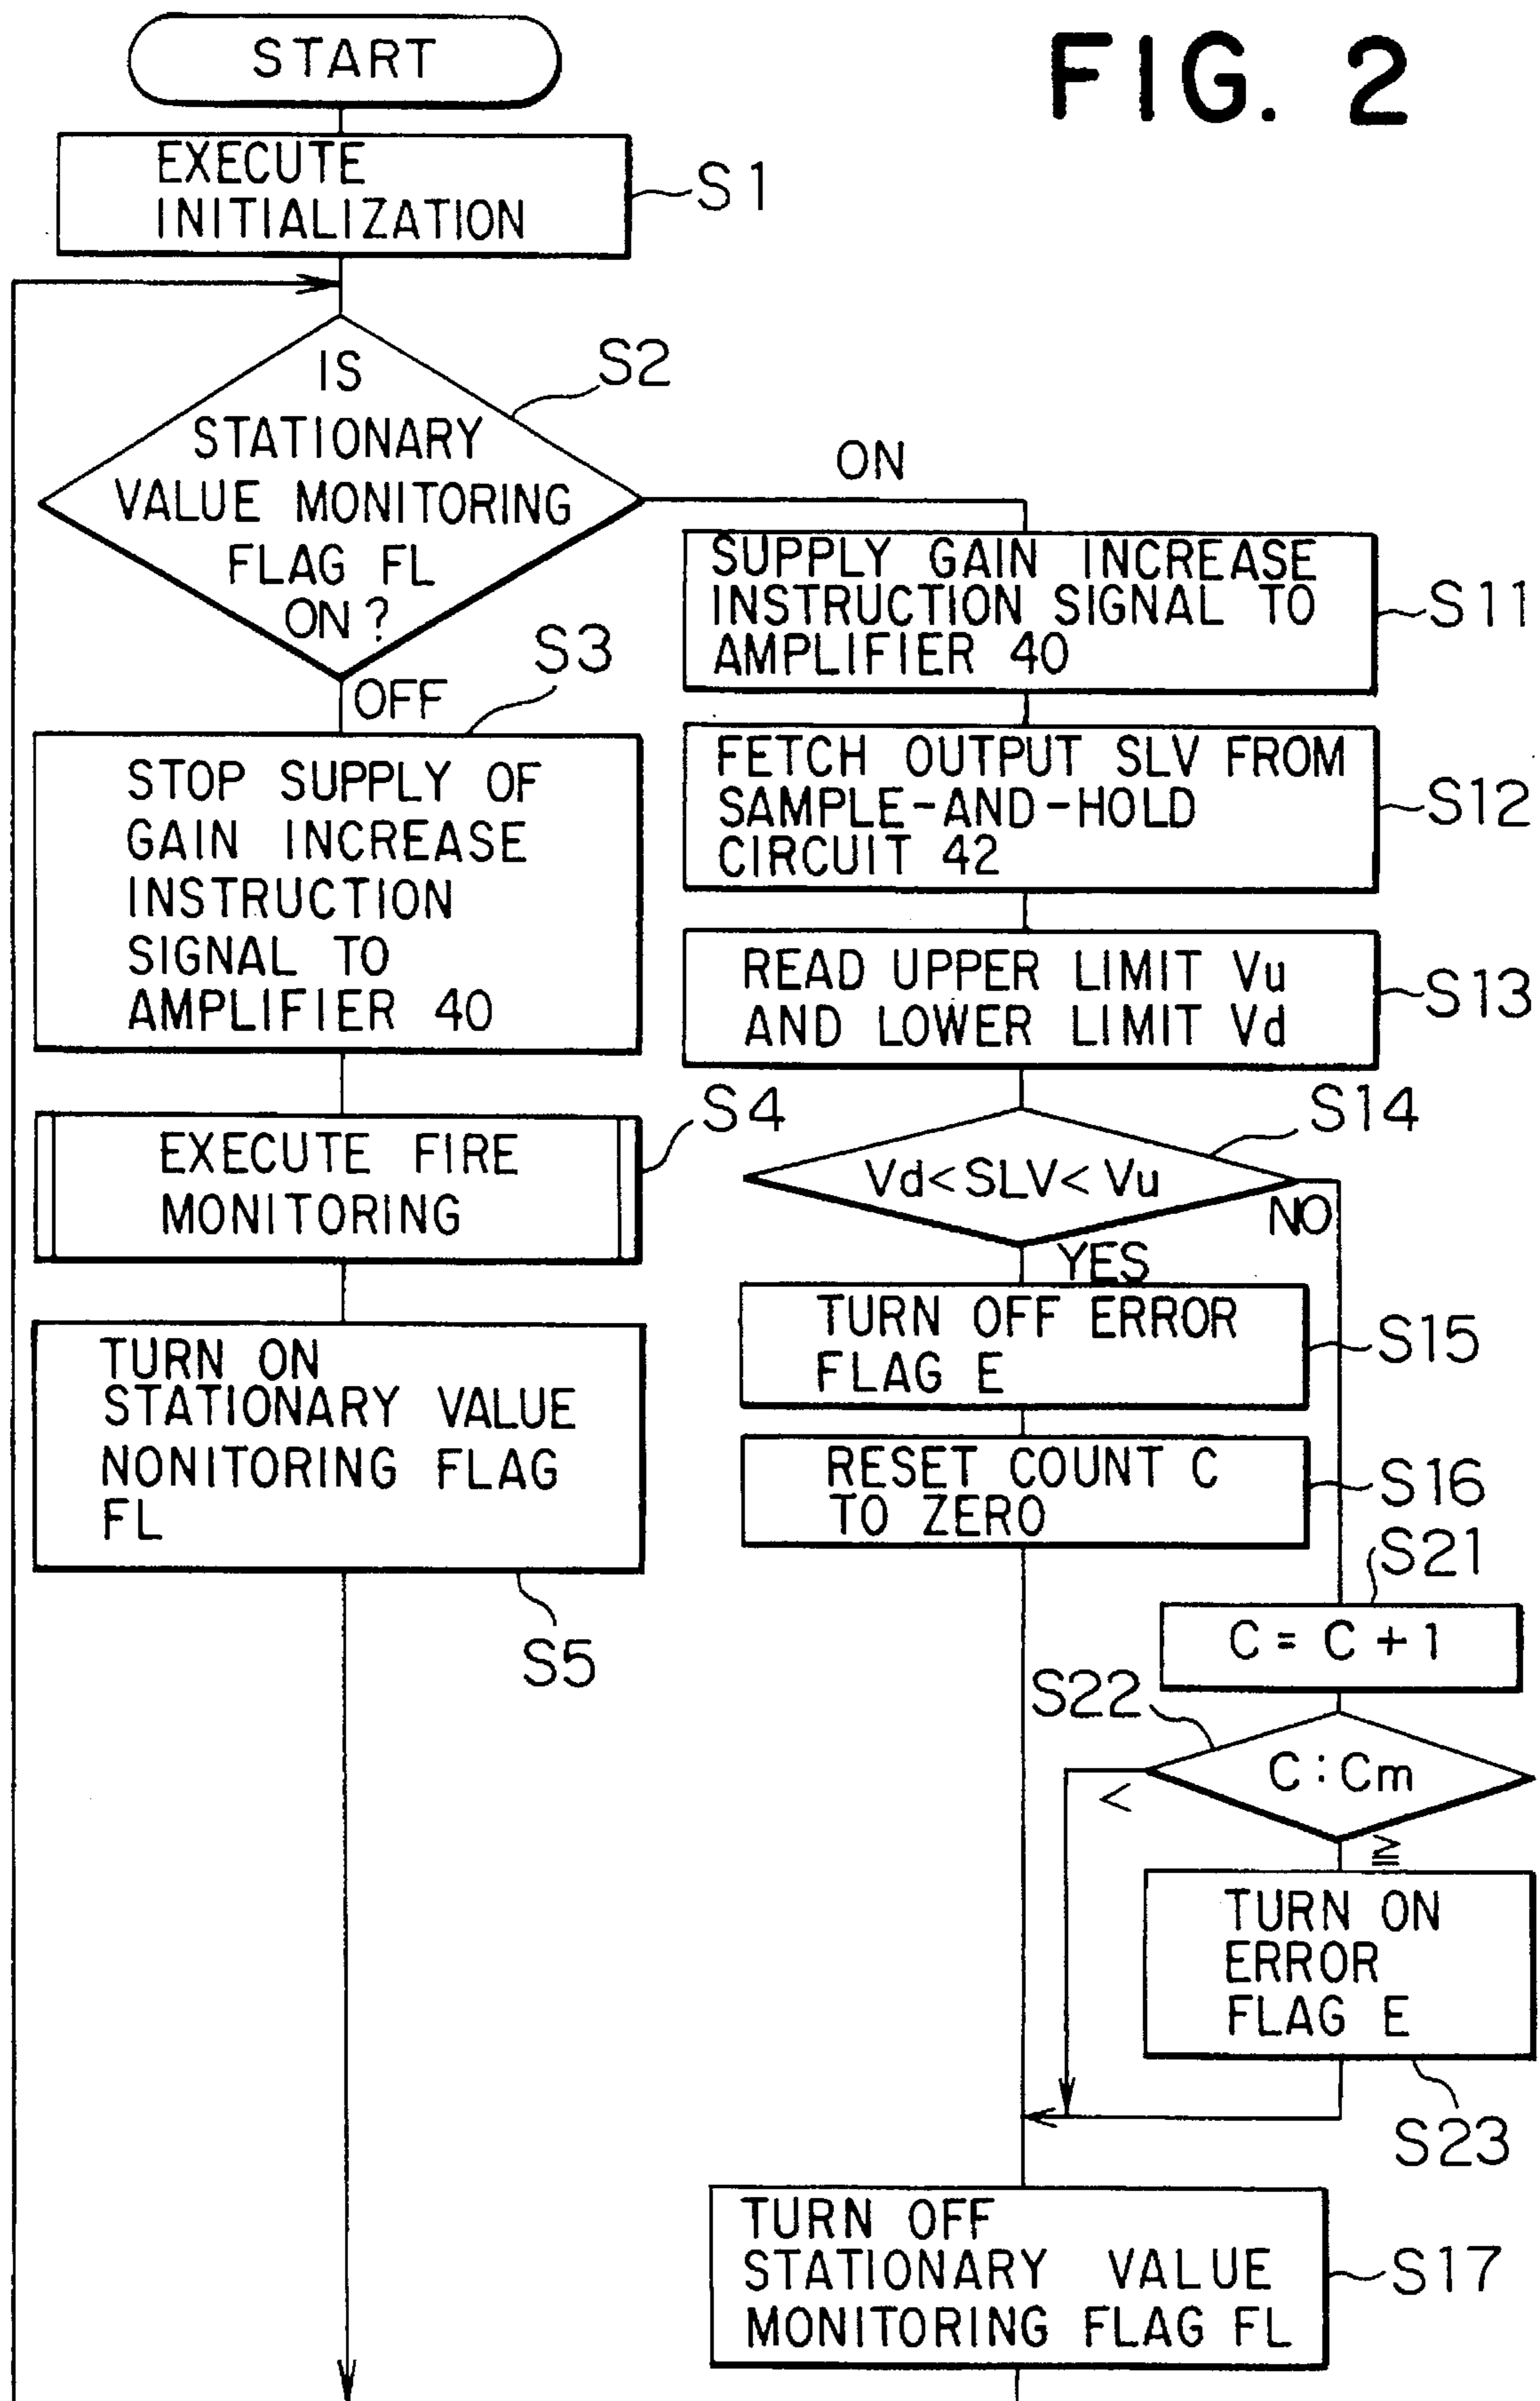 FIG. 2
START
EXECUTE
INITIALIZATION
S1
IS
STATIONARY
VALUE MONITORING
FLAG FL
ON?
S2
ON
OFF
S3
STOP SUPPLY OF
GAIN INCREASE
INSTRUCTION
SIGNAL TO
AMPLIFIER 40
EXECUTE FIRE
MONITORING
S4
TURN ON
STATIONARY VALUE
NONITORING FLAG
FL
S5
SUPPLY GAIN INCREASE
INSTRUCTION SIGNAL TO
AMPLIFIER 40
S11
FETCH OUTPUT SLV FROM
SAMPLE-AND-HOLD
CIRCUIT 42
S12
READ UPPER LIMIT Vu
AND LOWER LIMIT Vd
S13
S14
Vd<SLV<Vu
NO
YES
TURN OFF ERROR
FLAG E
S15
RESET COUNT C
TO ZERO
S16
S21
C = C + 1
S22
C : Cm
<
≧
TURN ON
ERROR
FLAG E
S23
TURN OFF
STATIONARY VALUE
MONITORING FLAG FL
S17